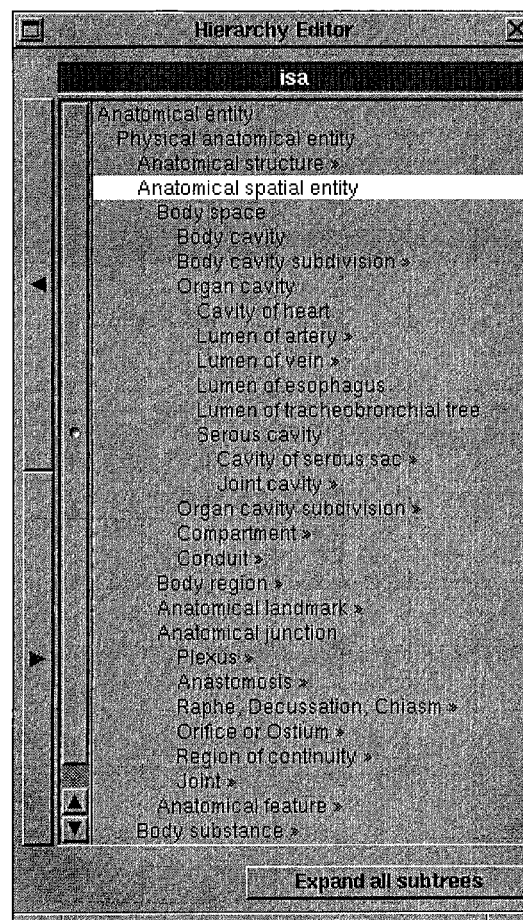 Hierarchy Editor
isa
Anatomical entity
Physical anatomical entity
Anatomical structure »
Anatomical spatial entity
Body space
Body cavity
Body cavity subdivision »
Organ cavity
Cavity of heart
Lumen of artery »
Lumen of vein »
Lumen of esophagus
Lumen of tracheobronchial tree
Serous cavity
Cavity of serous sac »
Joint cavity »
Organ cavity subdivision »
Compartment »
Conduit »
Body region »
Anatomical landmark »
Anatomical junction
Plexus »
Anastomosis »
Raphe, Decussation, Chiasm »
Orifice or Ostium »
Region of continuity »
Joint »
Anatomical feature »
Body substance »
Expand all subtrees